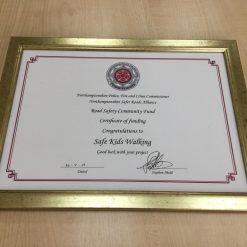 Northamptonshire Police, Fire and Crime Commissioner
Northamptonshire Safer Roads Alliance
Road Safety Community Fund
Certificate of funding
Congratulations to
Safe Kids Walking
Good luck with your project
Dated
Stephen Mold